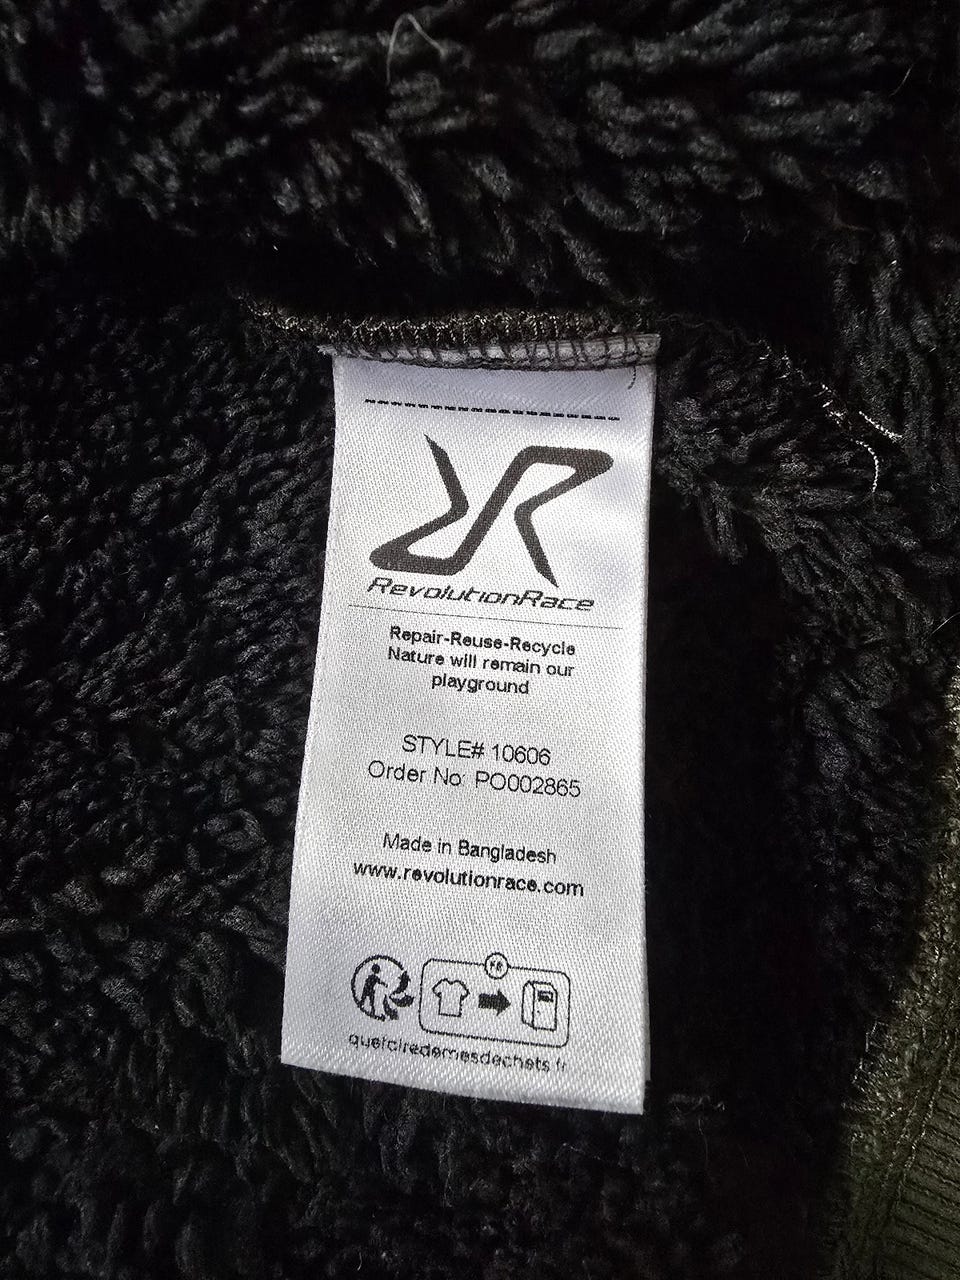 RevolutionRace
Repair-Reuse-Recycle
Nature will remain our
playground
STYLE# 10606
Order No: PO002865
Made in Bangladesh
www.revolutionrace.com
FR
quefairedemesdechets.fr